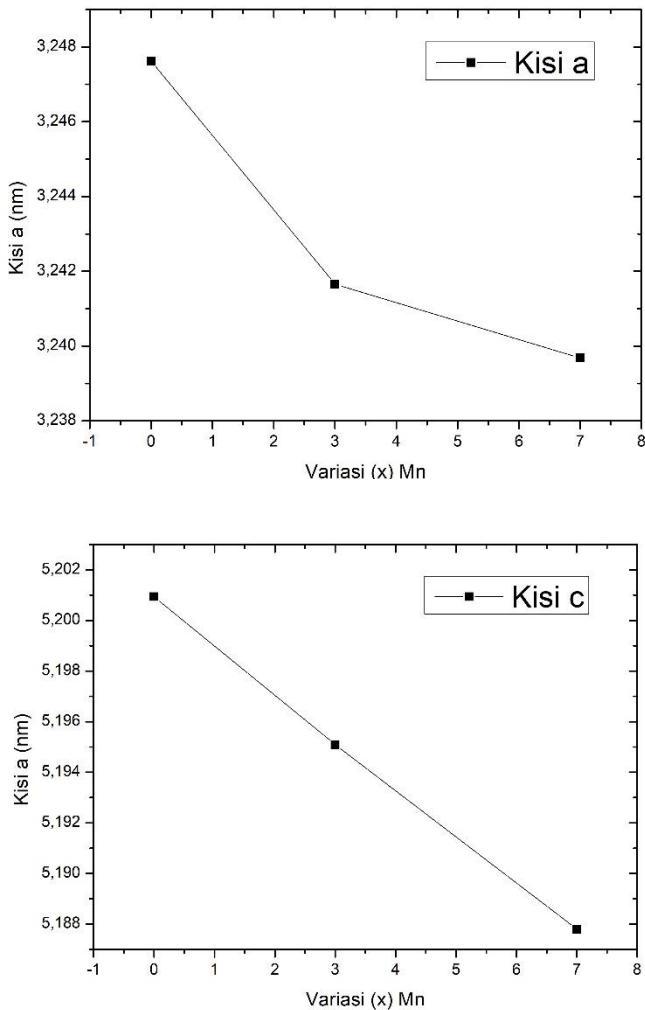 3,248
3,246
3,244
3,242
3,240
3,238
Kisi a (nm)
Kisi a
-1 0 1 2 3 4 5 6 7 8
Variasi (x) Mn
5,202
5,200
5,198
5,196
5,194
5,192
5,190
5,188
Kisi a (nm)
Kisi c
-1 0 1 2 3 4 5 6 7 8
Variasi (x) Mn